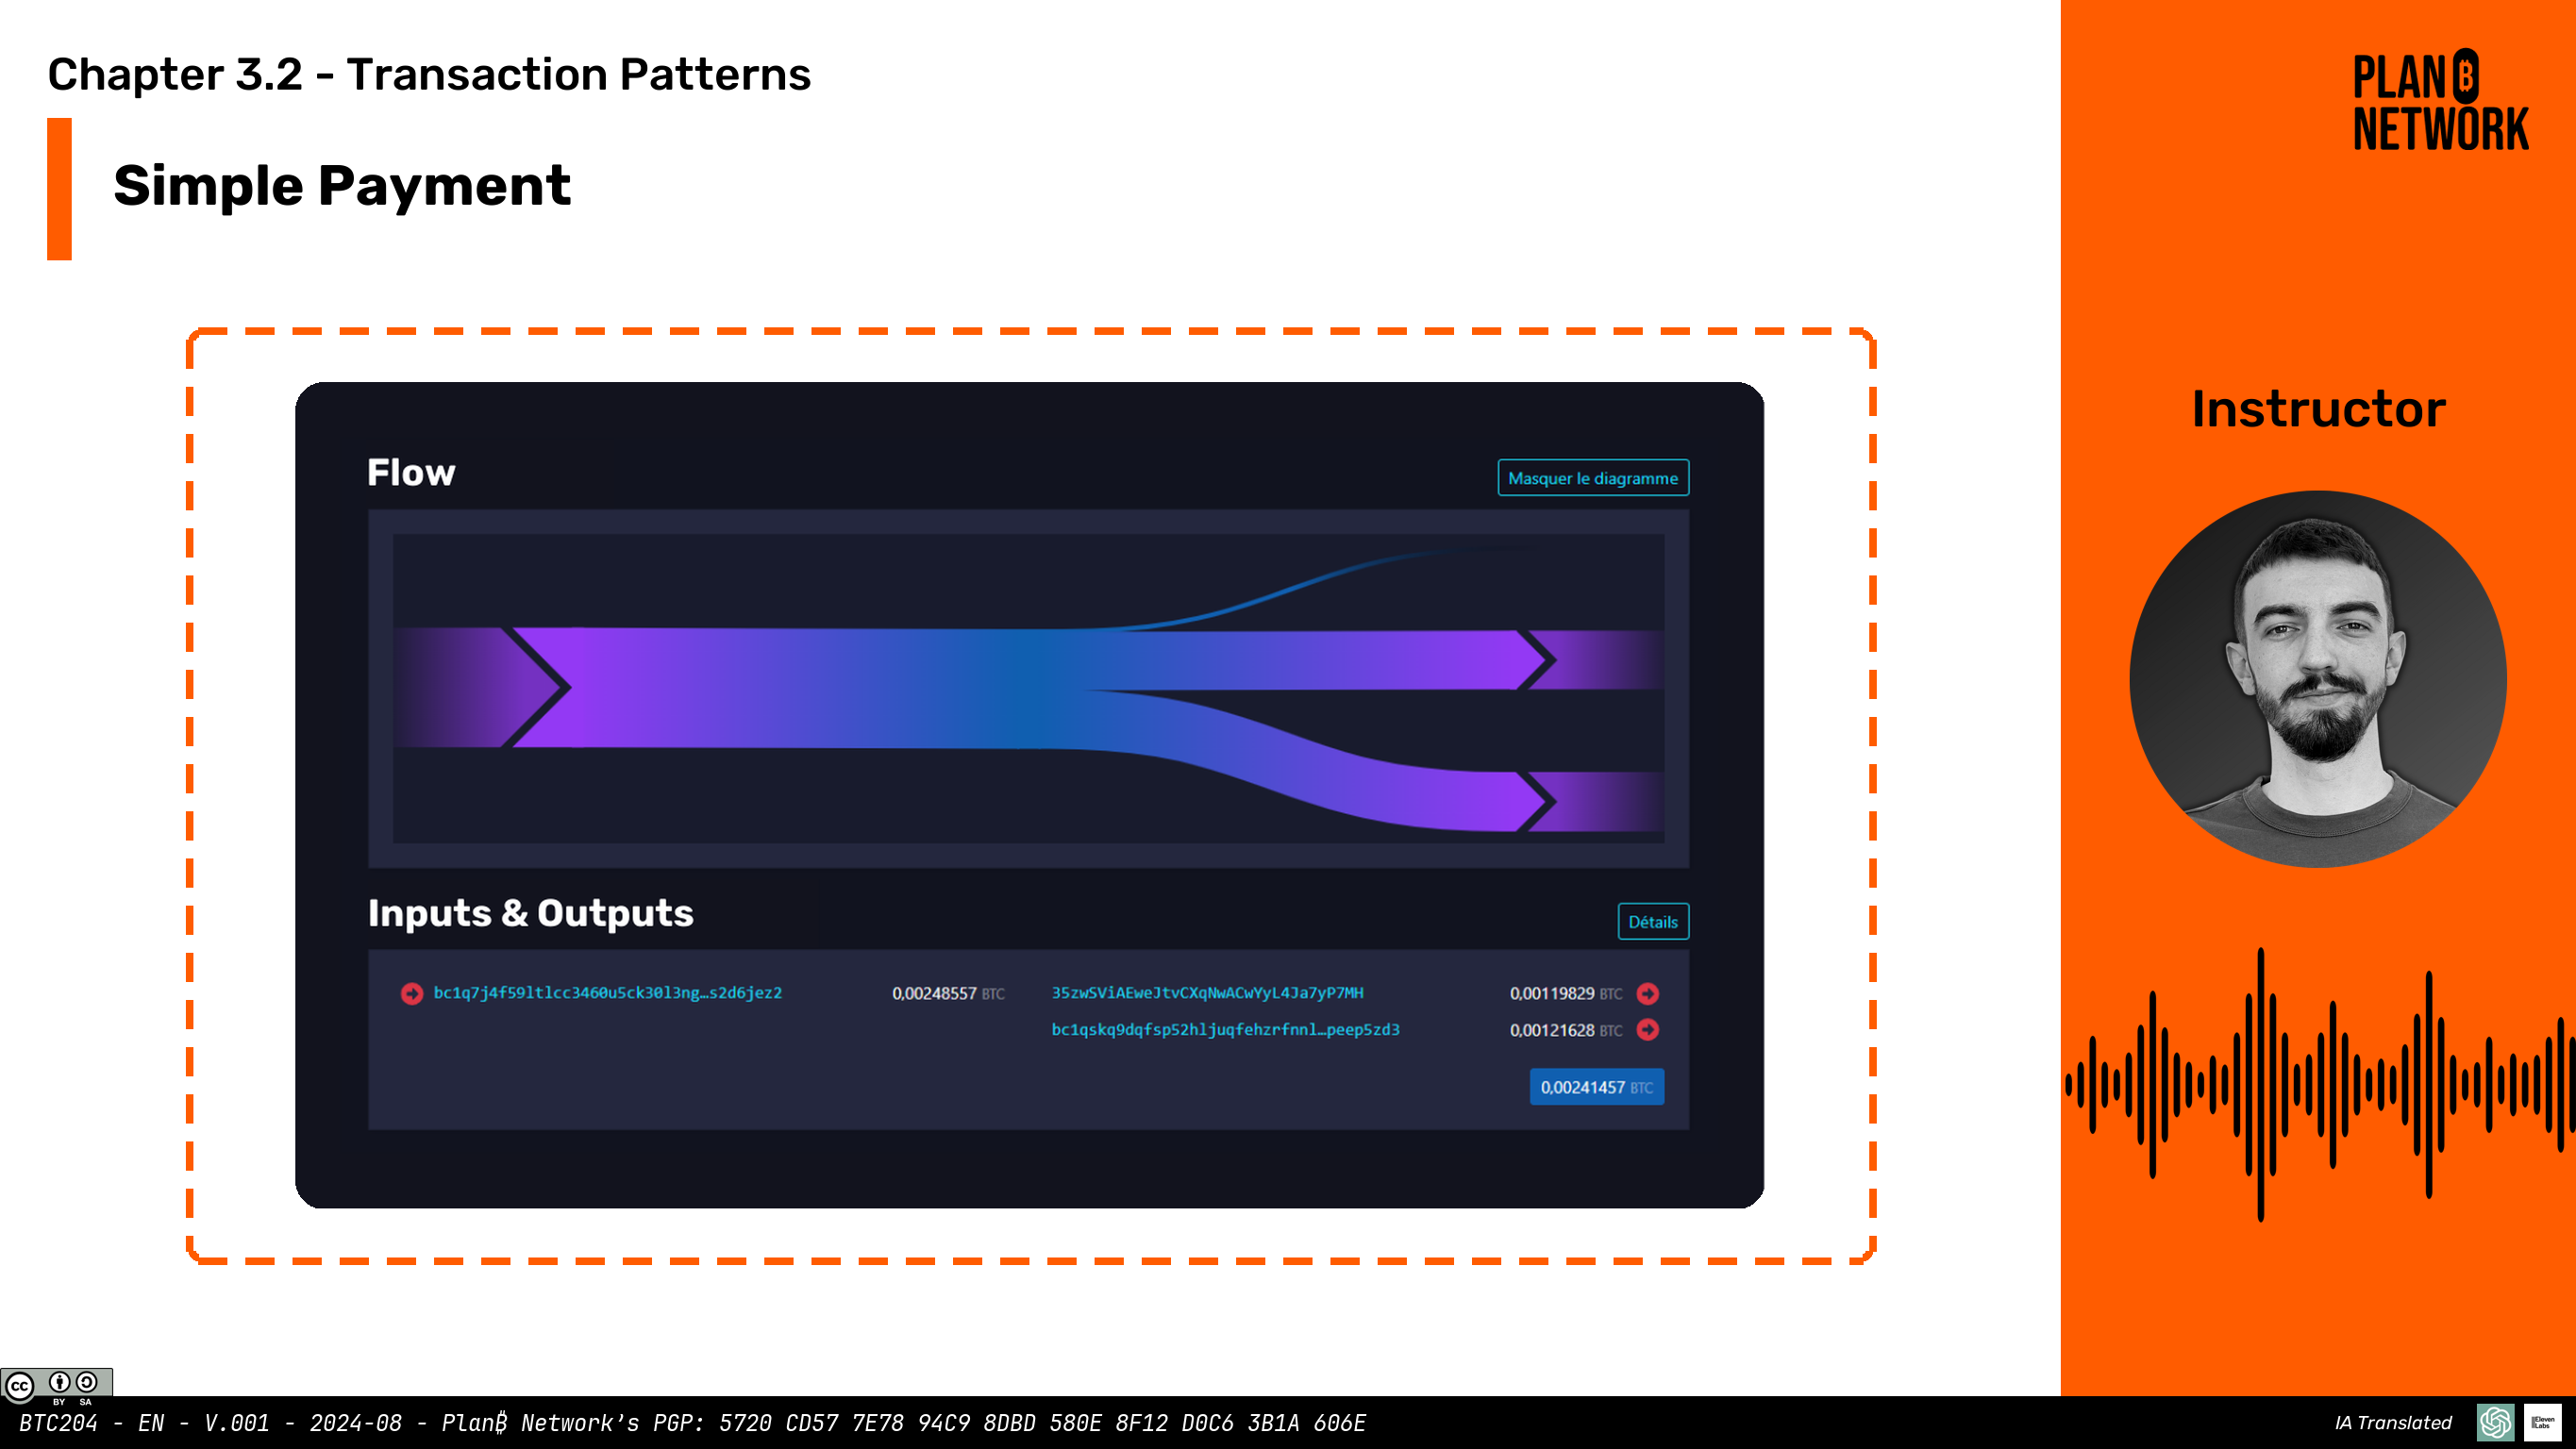 Chapter 3.2 - Transaction Patterns
Simple Payment
PLAN B
NETWORK
Instructor
Flow
Masquer le diagramme
Inputs & Outputs
Détails
bc1q7j4f59ltlcc3460u5ck30l3ng…s2d6jez2 0,00248557 BTC 35zwSViAEweJtvCXqNwACwYyL4Ja7yP7MH 0,00119829 BTC
bc1qskq9dqfsp52hljuqfehzrfnnl…peep5zd3 0,00121628 BTC
0,00241457 BTC
CC BY SA
BTC204 - EN - V.001 - 2024-08 - Plan₿ Network’s PGP: 5720 CD57 7E78 94C9 8DBD 580E 8F12 D0C6 3B1A 606E
IA Translated
IIElevenLabs